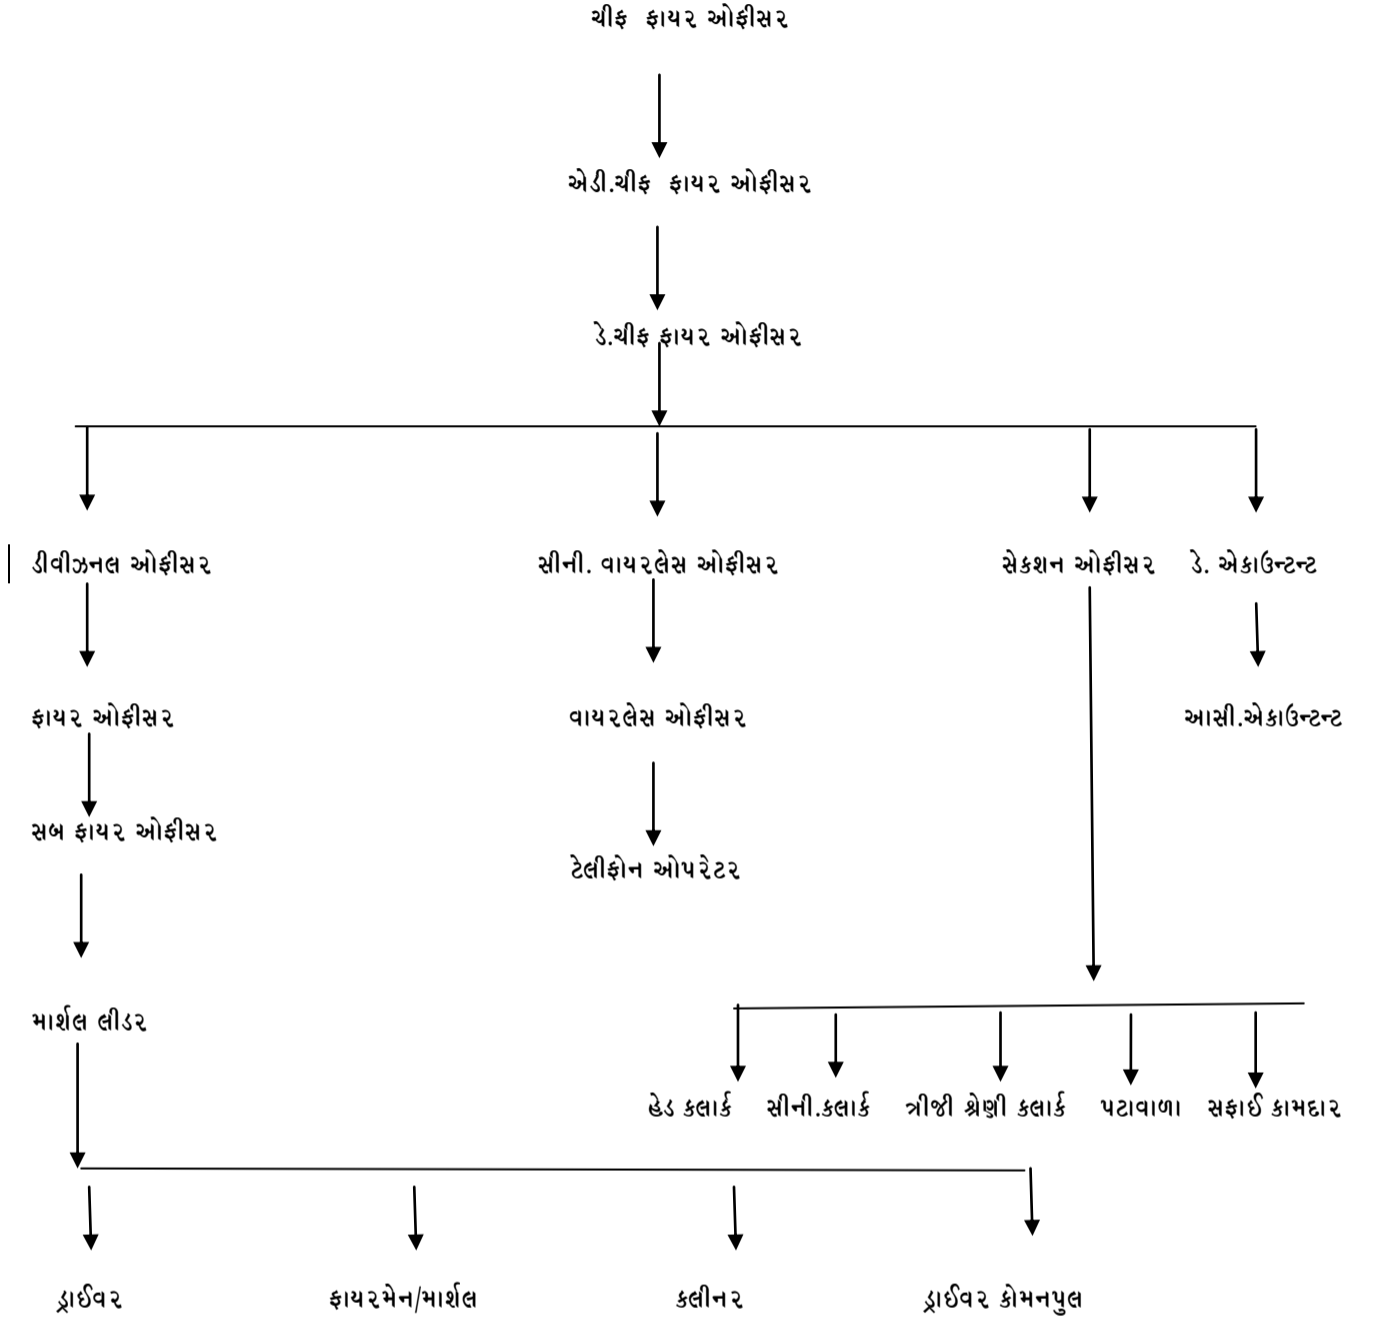 ચીફ ફાયર ઓફીસર
એડી.ચીફ ફાયર ઓફીસર
ડે.ચીફ ફાયર ઓફીસર
ડીવીઝનલ ઓફીસર સીની. વાયરલેસ ઓફીસર સેકશન ઓફીસર ડે. એકાઉન્ટન્ટ
ફાયર ઓફીસર વાયરલેસ ઓફીસર આસી.એકાઉન્ટન્ટ
સબ ફાયર ઓફીસર
ટેલીફોન ઓપરેટર
માર્શલ લીડર
હેડ કલાર્ક સીની.કલાર્ક ત્રીજી શ્રેણી કલાર્ક પટાવાળા સફાઈ કામદાર
ડ્રાઈવર ફાયરમેન/માર્શલ કલીનર ડ્રાઈવર કોમનપુલ